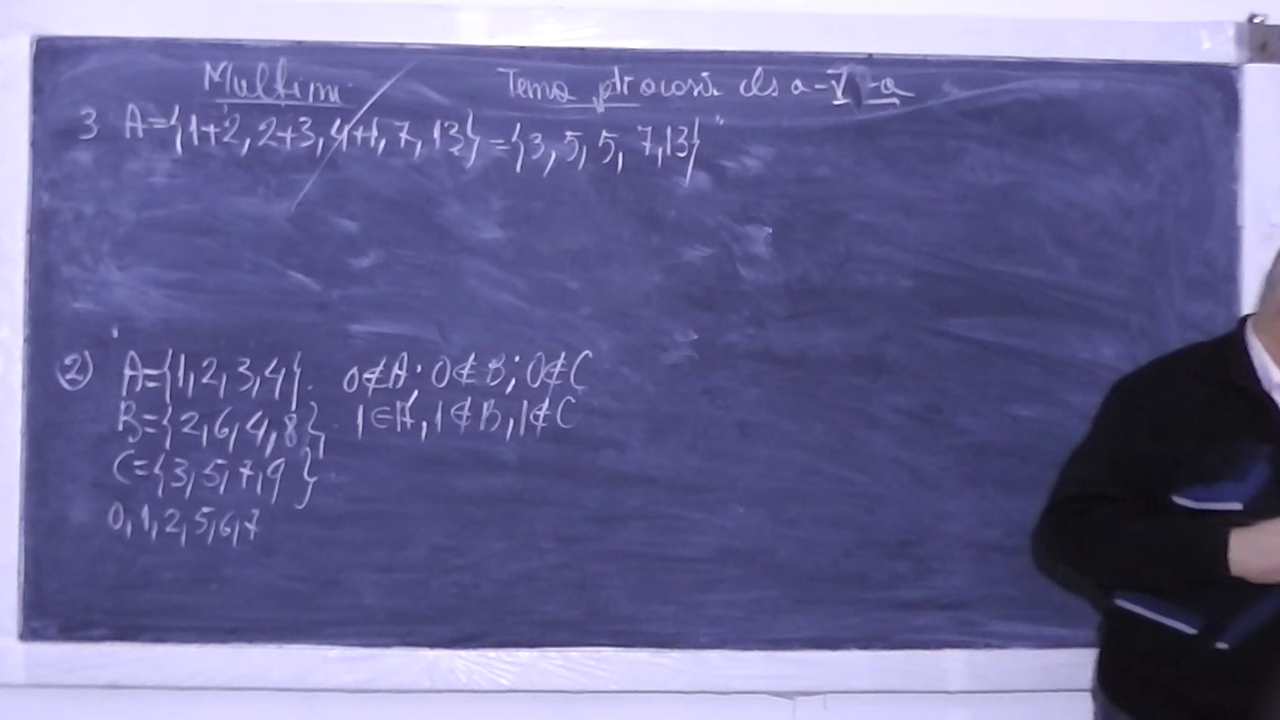 Mulțimi Tema ptr acasă cls a-V-a
3 A={1+2, 2+3, 4+1, 7, 13} = {3, 5, 5, 7, 13}
2) A={1, 2, 3, 4}. 0∉A; 0∉B; 0∉C
B={2, 6, 4, 8}, 1∈A, 1∉B, 1∉C
C={3, 5, 7, 9}
0, 1, 2, 5, 6, 7